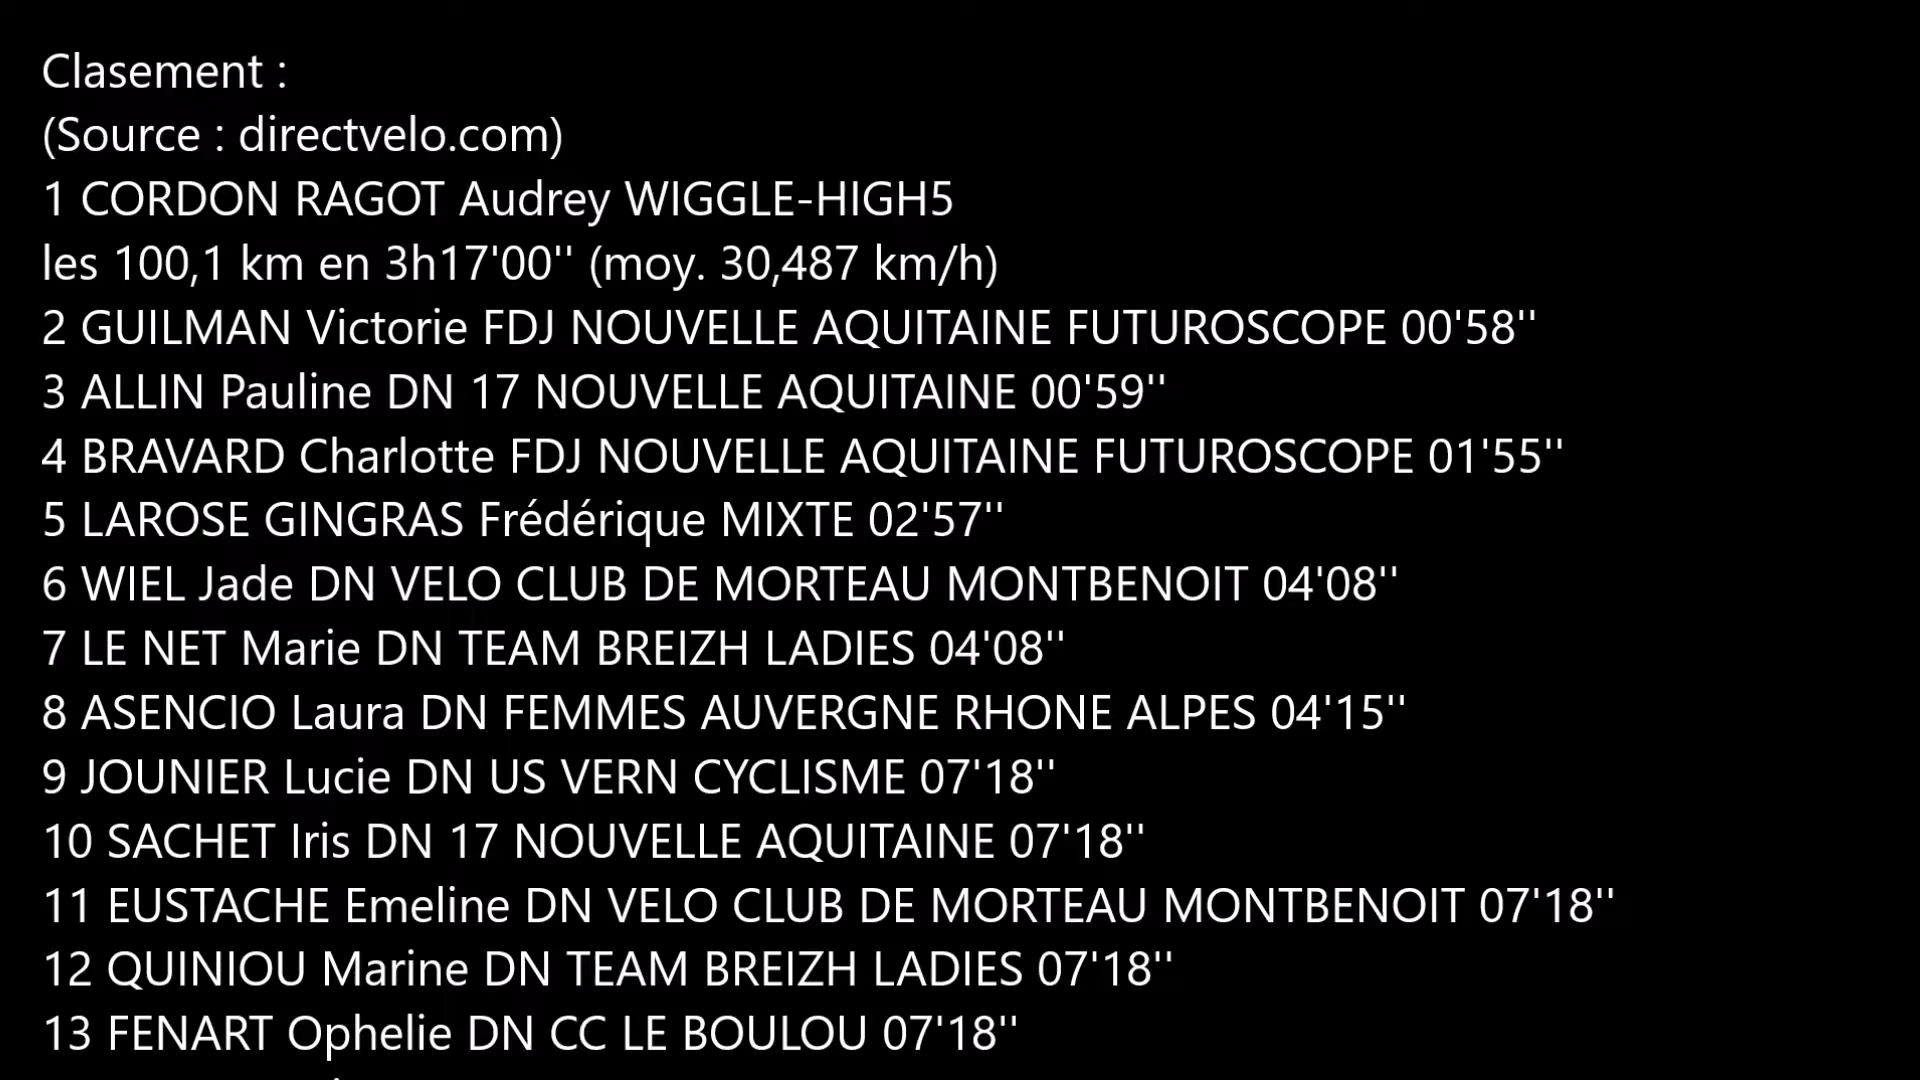 Clasement :
(Source : directvelo.com)
1 CORDON RAGOT Audrey WIGGLE-HIGH5
les 100,1 km en 3h17'00'' (moy. 30,487 km/h)
2 GUILMAN Victorie FDJ NOUVELLE AQUITAINE FUTUROSCOPE 00'58''
3 ALLIN Pauline DN 17 NOUVELLE AQUITAINE 00'59''
4 BRAVARD Charlotte FDJ NOUVELLE AQUITAINE FUTUROSCOPE 01'55''
5 LAROSE GINGRAS Frédérique MIXTE 02'57''
6 WIEL Jade DN VELO CLUB DE MORTEAU MONTBENOIT 04'08''
7 LE NET Marie DN TEAM BREIZH LADIES 04'08''
8 ASENCIO Laura DN FEMMES AUVERGNE RHONE ALPES 04'15''
9 JOUNIER Lucie DN US VERN CYCLISME 07'18''
10 SACHET Iris DN 17 NOUVELLE AQUITAINE 07'18''
11 EUSTACHE Emeline DN VELO CLUB DE MORTEAU MONTBENOIT 07'18''
12 QUINIOU Marine DN TEAM BREIZH LADIES 07'18''
13 FENART Ophelie DN CC LE BOULOU 07'18''